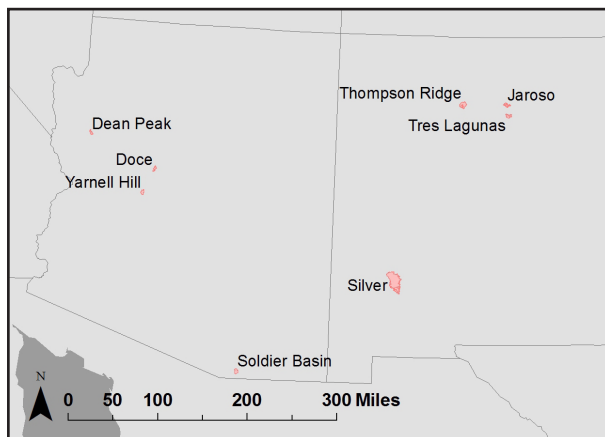 Thompson Ridge
Jaroso
Tres Lagunas
Dean Peak
Doce
Yarnell Hill
Silver
Soldier Basin
N
0 50 100 200 300 Miles